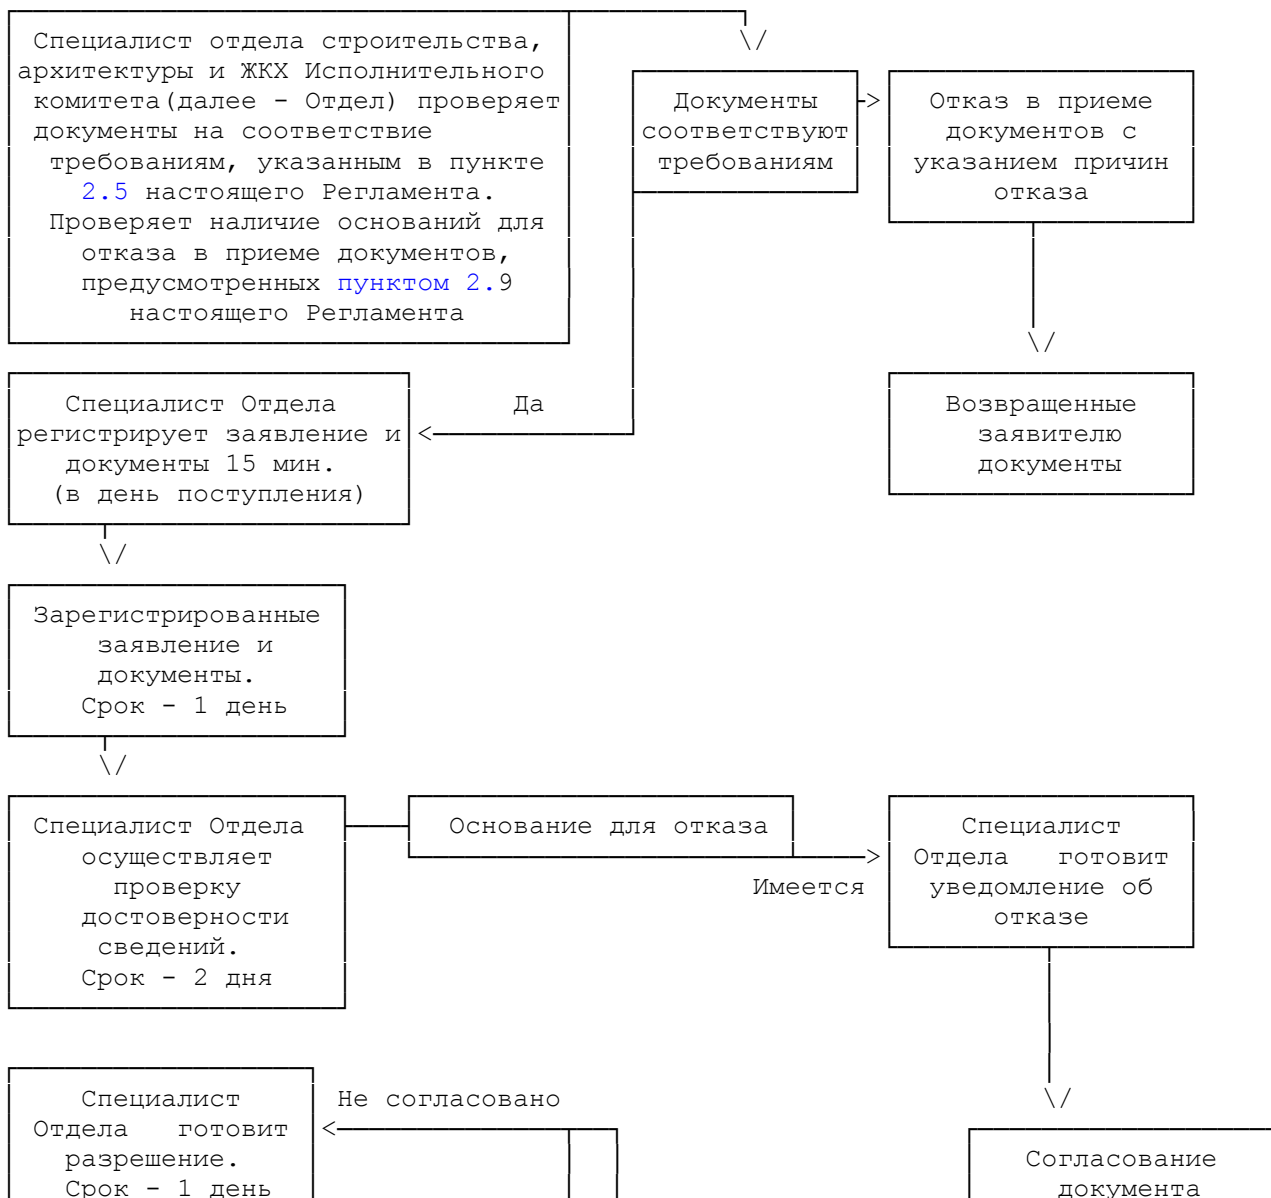 Специалист отдела строительства,
архитектуры и ЖКХ Исполнительного
комитета(далее - Отдел) проверяет
документы на соответствие
требованиям, указанным в пункте
2.5 настоящего Регламента.
Проверяет наличие оснований для
отказа в приеме документов,
предусмотренных пунктом 2.9
настоящего Регламента
Документы
соответствуют
требованиям
Отказ в приеме
документов с
указанием причин
отказа
Специалист Отдела
регистрирует заявление и
документы 15 мин.
(в день поступления)
Да
Возвращенные
заявителю
документы
Зарегистрированные
заявление и
документы.
Срок - 1 день
Специалист Отдела
осуществляет
проверку
достоверности
сведений.
Срок - 2 дня
Основание для отказа
Имеется
Специалист
Отдела готовит
уведомление об
отказе
Специалист
Отдела готовит
разрешение.
Срок - 1 день
Не согласовано
Согласование
документа